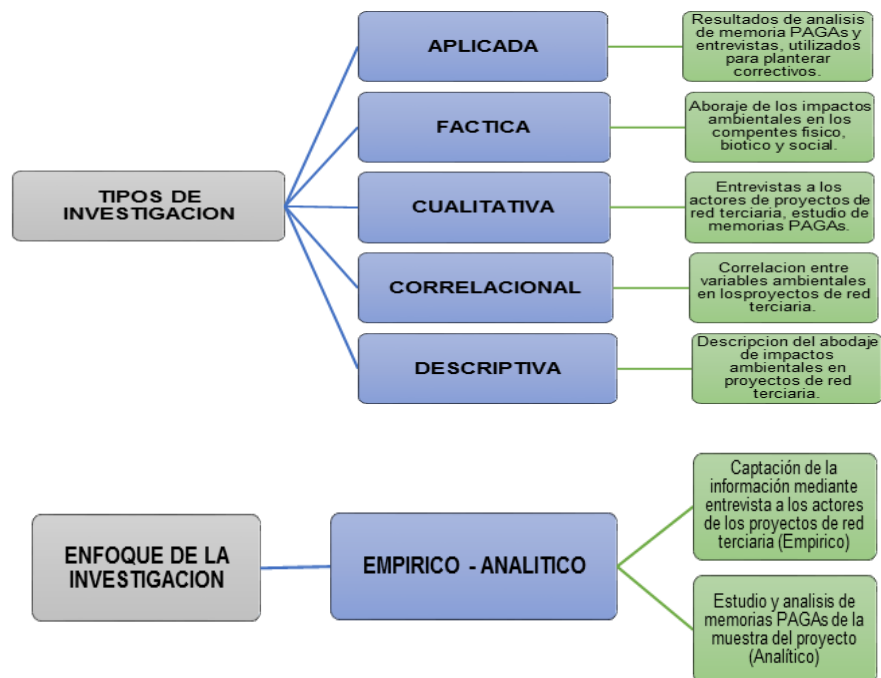 TIPOS DE
INVESTIGACION
APLICADA
Resultados de analisis
de memoria PAGAs y
entrevistas, utilizados
para planterar
correctivos.
FACTICA
Aboraje de los impactos
ambientales en los
compentes fisico,
biotico y social.
CUALITATIVA
Entrevistas a los
actores de proyectos de
red terciaria, estudio de
memorias PAGAs.
CORRELACIONAL
Correlacion entre
variables ambientales
en losproyectos de red
terciaria.
DESCRIPTIVA
Descripcion del abodaje
de impactos
ambientales en
proyectos de red
terciaria.
ENFOQUE DE LA
INVESTIGACION
EMPIRICO - ANALITICO
Captación de la
información mediante
entrevista a los actores
de los proyectos de red
terciaria (Empirico)
Estudio y analisis de
memorias PAGAs de la
muestra del proyecto
(Analítico)